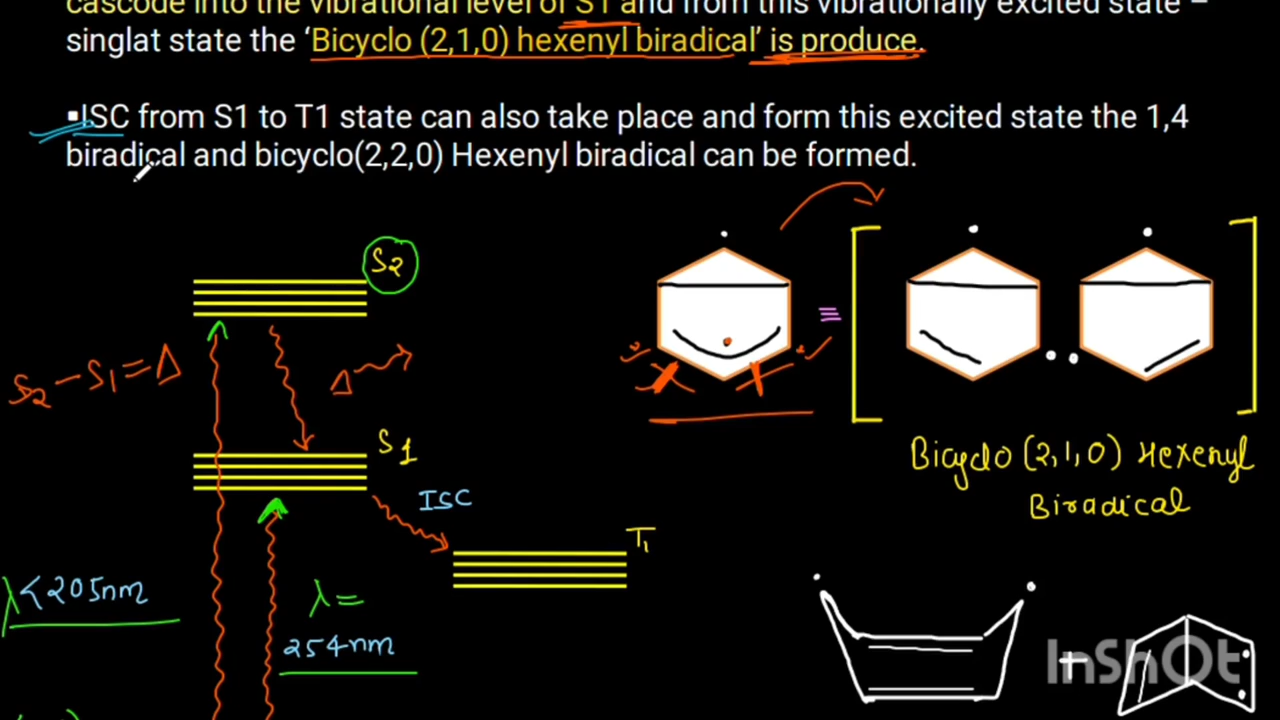 cascode into the vibrational level of S1 and from this vibrationally excited state –
singlat state the ‘Bicyclo (2,1,0) hexenyl biradical’ is produce.
▪ISC from S1 to T1 state can also take place and form this excited state the 1,4
biradical and bicyclo(2,2,0) Hexenyl biradical can be formed.
S2
S2 - S1 = Δ
Δ
S1
ISC
T1
λ < 205nm
λ =
254nm
≡
Bicyclo (2,1,0) Hexenyl
Biradical
+
InShOt